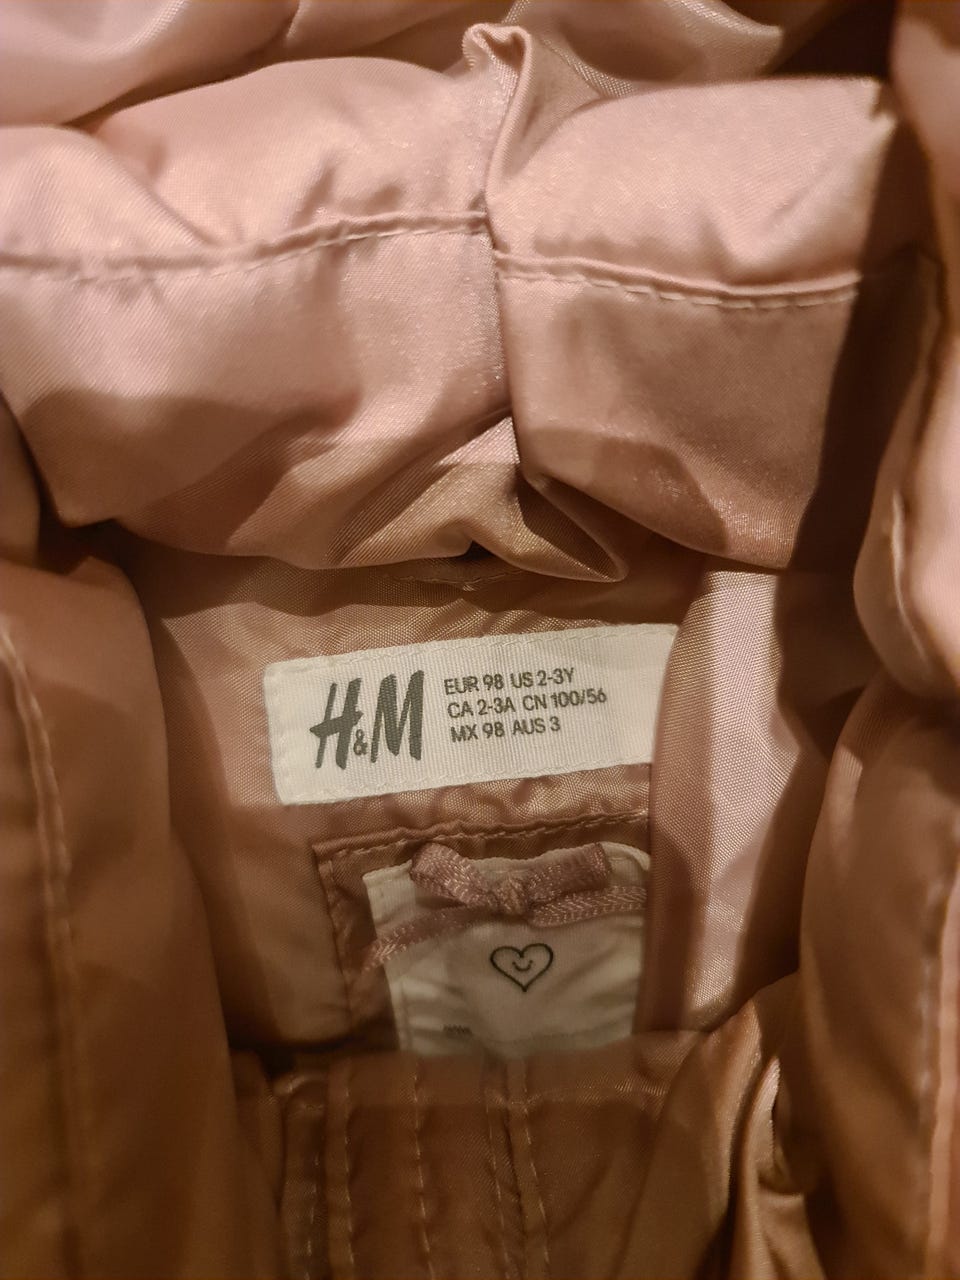 H&M
EUR 98 US 2-3Y
CA 2-3A CN 100/56
MX 98 AUS 3